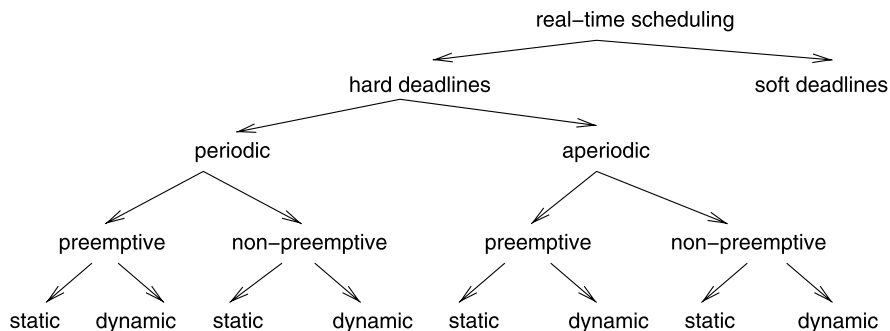 real-time scheduling
hard deadlines soft deadlines
periodic aperiodic
preemptive non-preemptive preemptive non-preemptive
static dynamic static dynamic static dynamic static dynamic